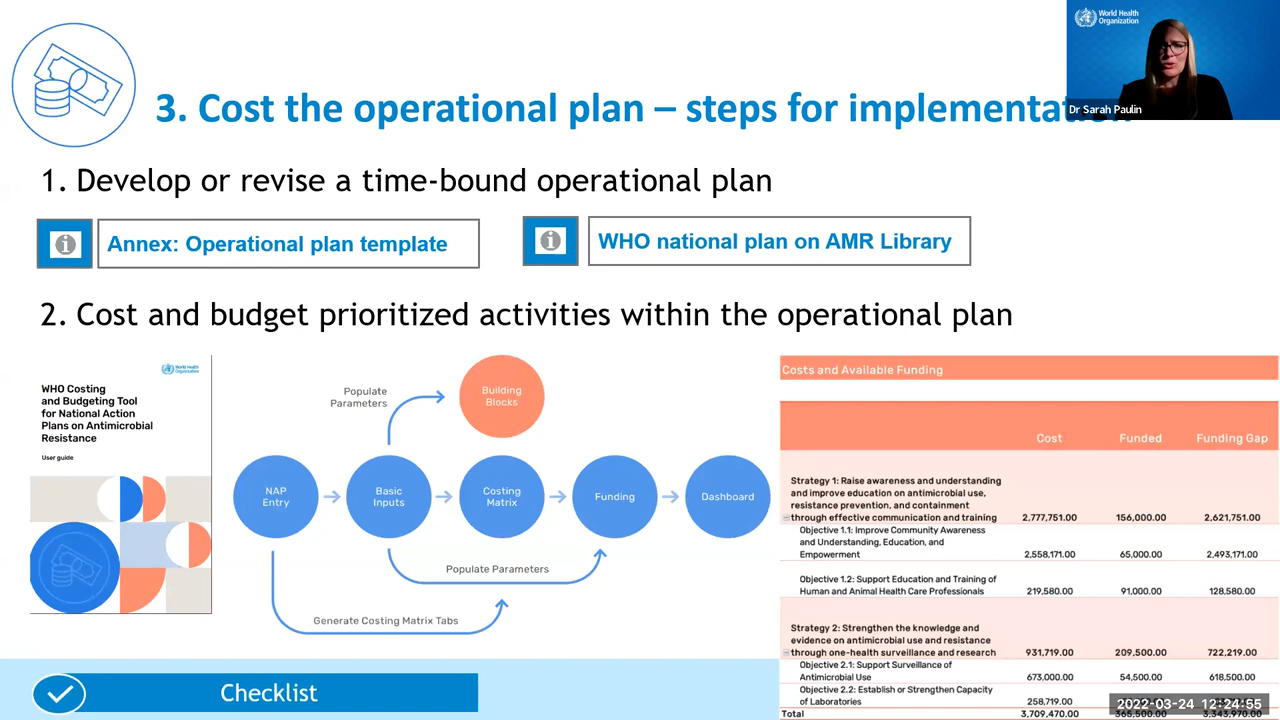 World Health
Organization
Dr Sarah Paulin
3. Cost the operational plan – steps for implementation
1. Develop or revise a time-bound operational plan
Annex: Operational plan template
WHO national plan on AMR Library
2. Cost and budget prioritized activities within the operational plan
World Health
Organization
WHO Costing
and Budgeting Tool
for National Action
Plans on Antimicrobial
Resistance
User guide
Populate
Parameters
Building
Blocks
NAP
Entry
Basic
Inputs
Costing
Matrix
Funding
Dashboard
Populate Parameters
Generate Costing Matrix Tabs
Costs and Available Funding
Cost Funded Funding Gap
Strategy 1: Raise awareness and understanding
and improve education on antimicrobial use,
resistance prevention, and containment
through effective communication and training 2,777,751.00 156,000.00 2,621,751.00
Objective 1.1: Improve Community Awareness
and Understanding, Education, and
Empowerment 2,558,171.00 65,000.00 2,493,171.00
Objective 1.2: Support Education and Training of
Human and Animal Health Care Professionals 219,580.00 91,000.00 128,580.00
Strategy 2: Strengthen the knowledge and
evidence on antimicrobial use and resistance
through one-health surveillance and research 931,719.00 209,500.00 722,219.00
Objective 2.1: Support Surveillance of
Antimicrobial Use 673,000.00 54,500.00 618,500.00
Objective 2.2: Establish or Strengthen Capacity
of Laboratories 258,719.00
Total 3,709,470.00 365,500.00 3,343,970.00
Checklist
2022-03-24 12:24:55